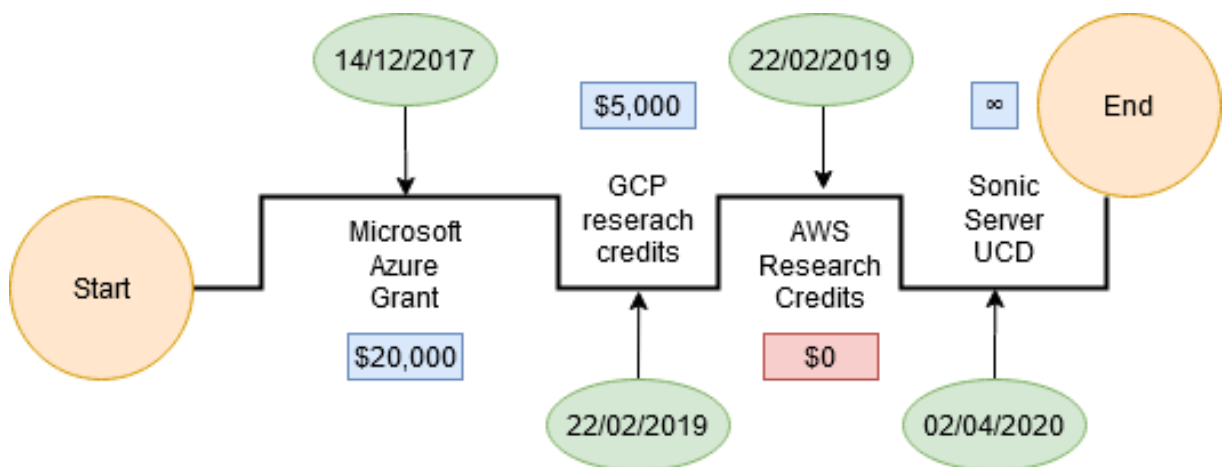 14/12/2017
22/02/2019
$5,000
∞
End
GCP
reserach
credits
Sonic
Server
UCD
Start
Microsoft
Azure
Grant
AWS
Research
Credits
$20,000
$0
22/02/2019
02/04/2020